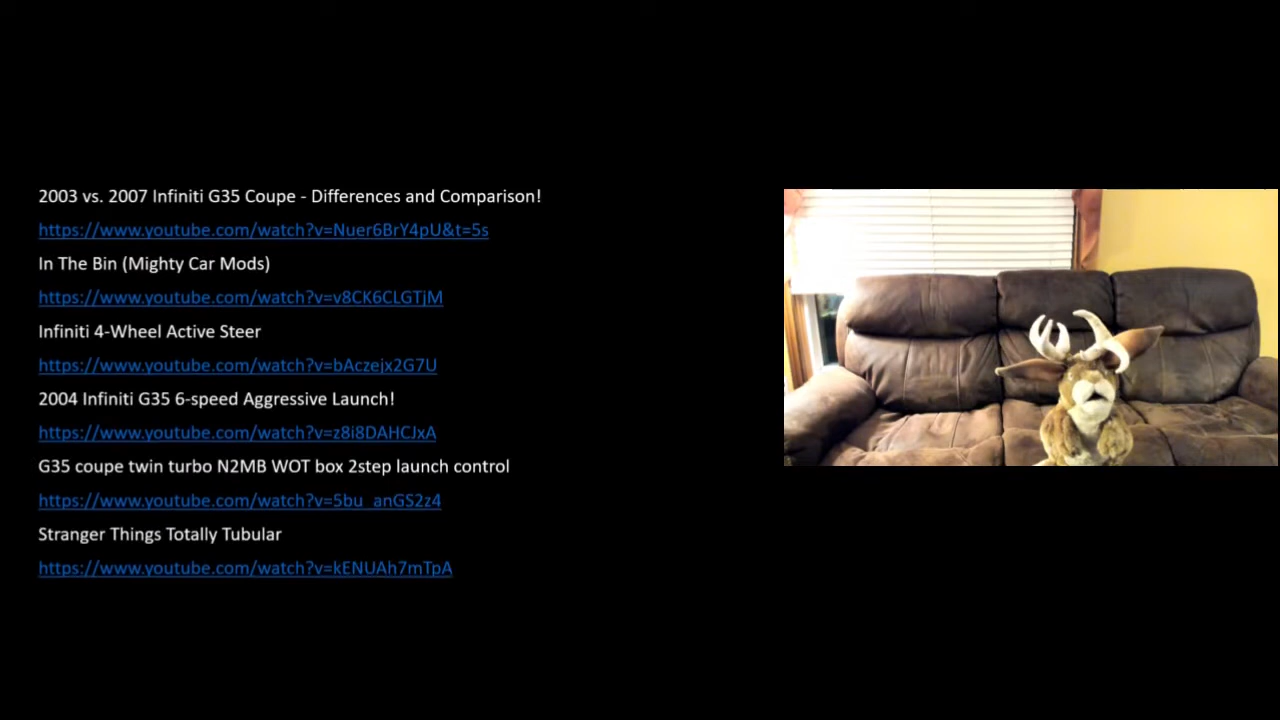 2003 vs. 2007 Infiniti G35 Coupe - Differences and Comparison!
https://www.youtube.com/watch?v=Nuer6BrY4pU&t=5s
In The Bin (Mighty Car Mods)
https://www.youtube.com/watch?v=v8CK6CLGTjM
Infiniti 4-Wheel Active Steer
https://www.youtube.com/watch?v=bAczejx2G7U
2004 Infiniti G35 6-speed Aggressive Launch!
https://www.youtube.com/watch?v=z8i8DAHCJxA
G35 coupe twin turbo N2MB WOT box 2step launch control
https://www.youtube.com/watch?v=5bu_anGS2z4
Stranger Things Totally Tubular
https://www.youtube.com/watch?v=kENUAh7mTpA